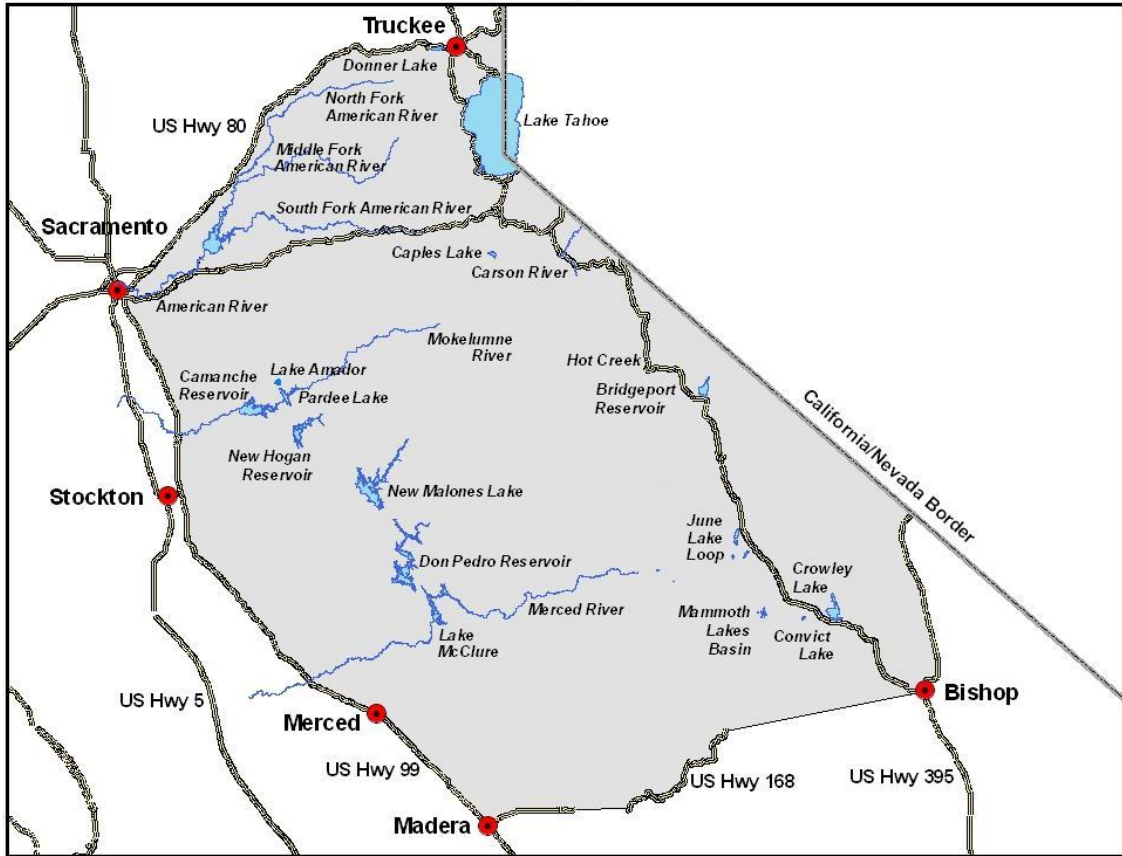 Truckee
Donner Lake
North Fork
American River
US Hwy 80
Lake Tahoe
Middle Fork
American River
South Fork American River
Sacramento
Caples Lake
Carson River
American River
Mokelumne
River
Hot Creek
Lake Amador
Camanche
Reservoir
Pardee Lake
Bridgeport
Reservoir
California/Nevada Border
New Hogan
Reservoir
Stockton
New Malones Lake
June
Lake
Loop
Don Pedro Reservoir
Crowley
Lake
Merced River
Mammoth
Lakes
Basin
Convict
Lake
Lake
McClure
US Hwy 5
Bishop
Merced
US Hwy 99
US Hwy 168
US Hwy 395
Madera